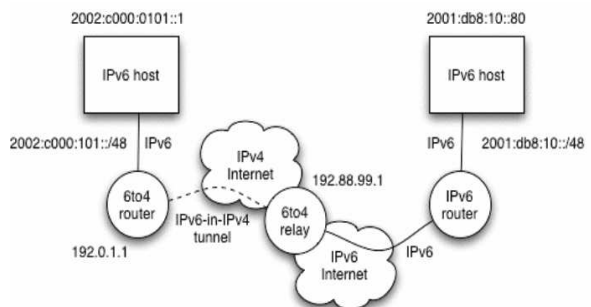 2002:c000:0101::1
2001:db8:10::80
IPv6 host
IPv6 host
2002:c000:101::/48
IPv6
IPv6
2001:db8:10::/48
IPv4
Internet
192.88.99.1
6to4
router
IPv6-in-IPv4
tunnel
6to4
relay
IPv6
router
192.0.1.1
IPv6
Internet
IPv6